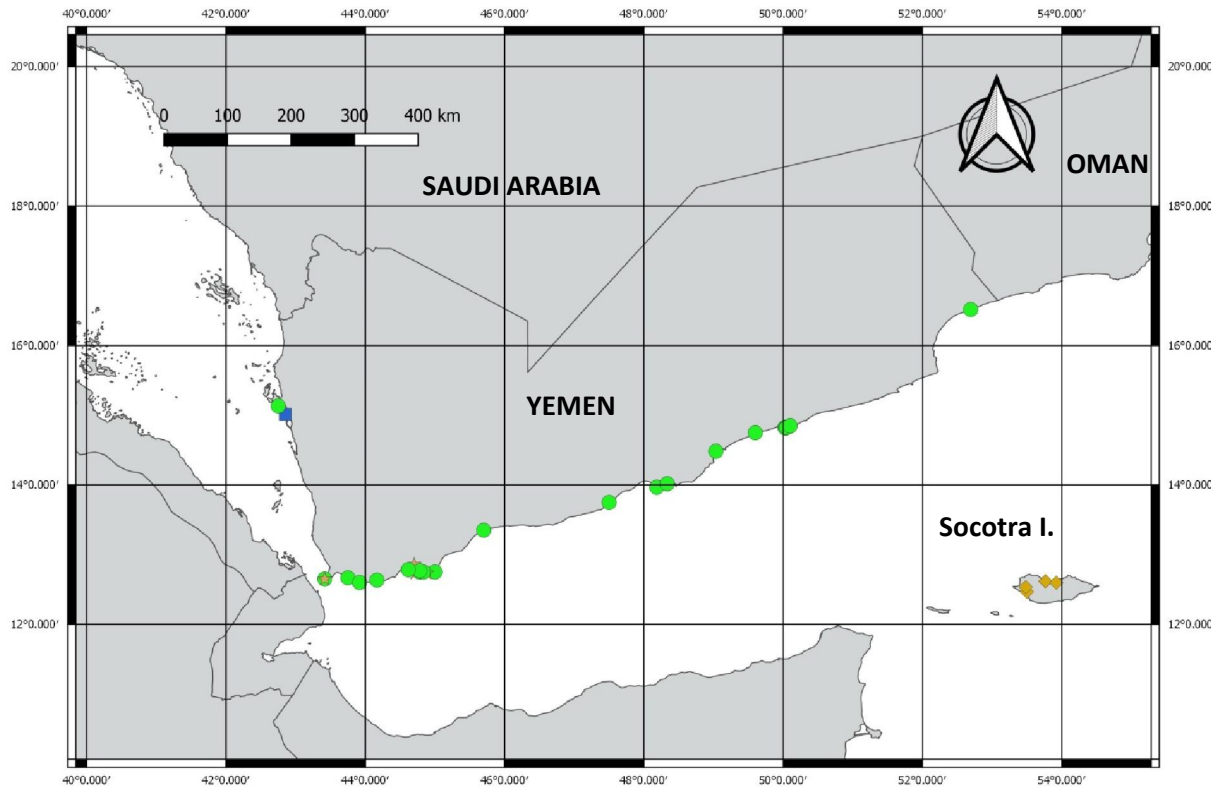 40°0.000′ 42°0.000′ 44°0.000′ 46°0.000′ 48°0.000′ 50°0.000′ 52°0.000′ 54°0.000′
20°0.000′ 20°0.000′
0 100 200 300 400 km
OMAN
SAUDI ARABIA
18°0.000′ 18°0.000′
16°0.000′ 16°0.000′
YEMEN
14°0.000′ 14°0.000′
Socotra I.
12°0.000′ 12°0.000′
40°0.000′ 42°0.000′ 44°0.000′ 46°0.000′ 48°0.000′ 50°0.000′ 52°0.000′ 54°0.000′